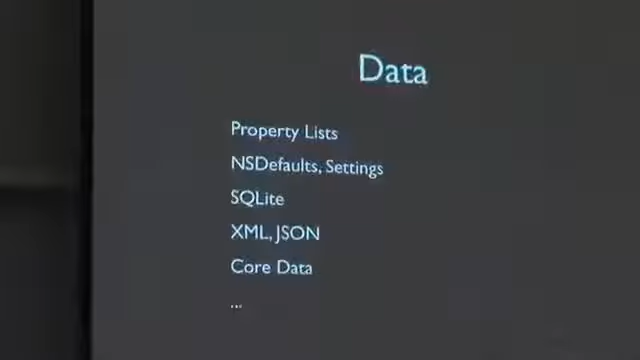 Data
Property Lists
NSDefaults, Settings
SQLite
XML, JSON
Core Data
...